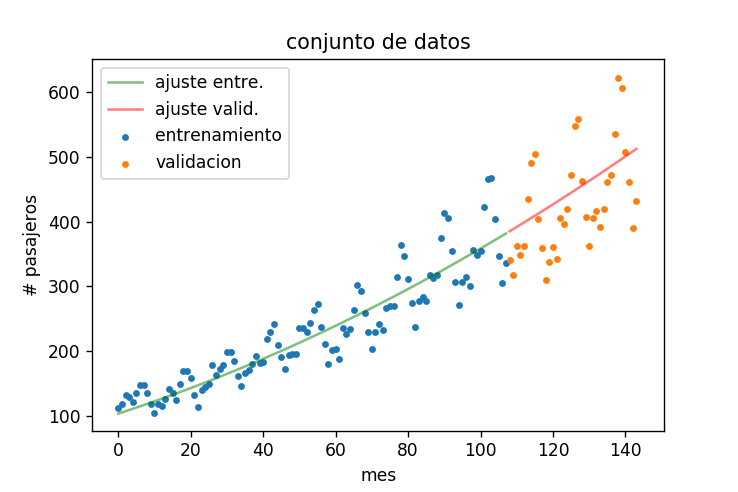 conjunto de datos
ajuste entre.
ajuste valid.
entrenamiento
validacion
# pasajeros
600
500
400
300
200
100
0 20 40 60 80 100 120 140
mes